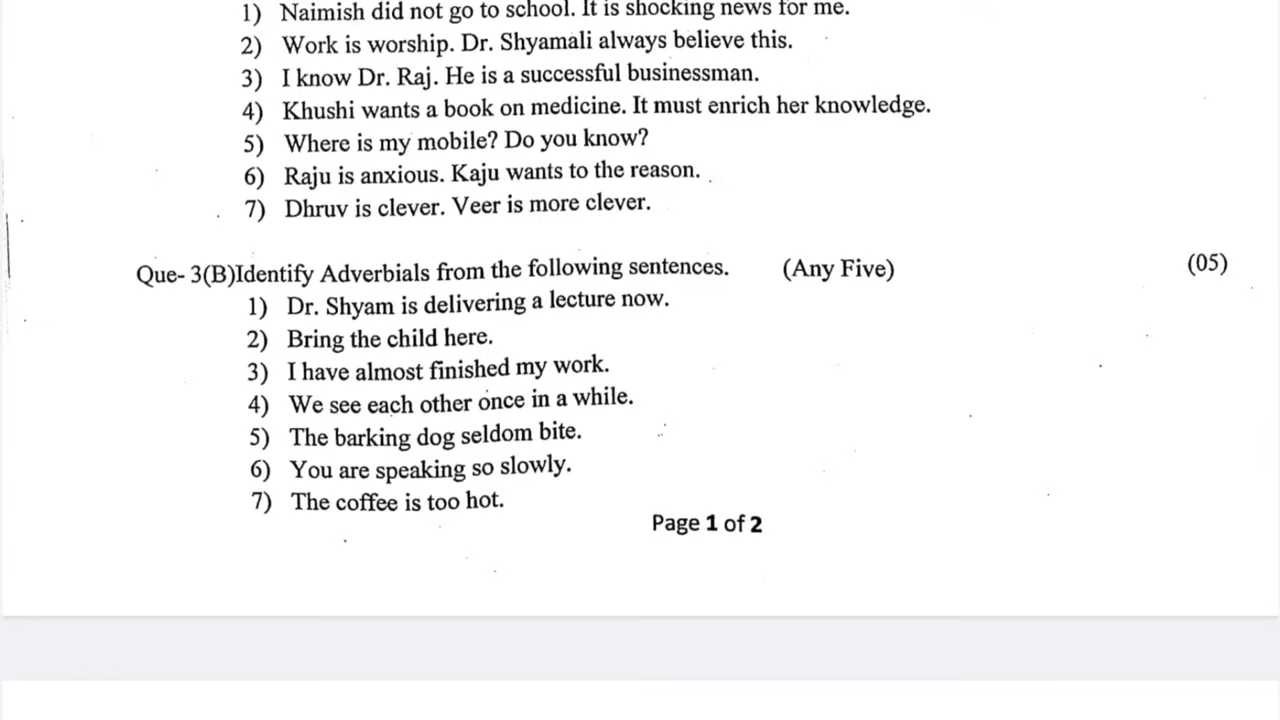 1) Naimish did not go to school. It is shocking news for me.
2) Work is worship. Dr. Shyamali always believe this.
3) I know Dr. Raj. He is a successful businessman.
4) Khushi wants a book on medicine. It must enrich her knowledge.
5) Where is my mobile? Do you know?
6) Raju is anxious. Kaju wants to the reason.
7) Dhruv is clever. Veer is more clever.
Que- 3(B)Identify Adverbials from the following sentences. (Any Five) (05)
1) Dr. Shyam is delivering a lecture now.
2) Bring the child here.
3) I have almost finished my work.
4) We see each other once in a while.
5) The barking dog seldom bite.
6) You are speaking so slowly.
7) The coffee is too hot.
Page 1 of 2